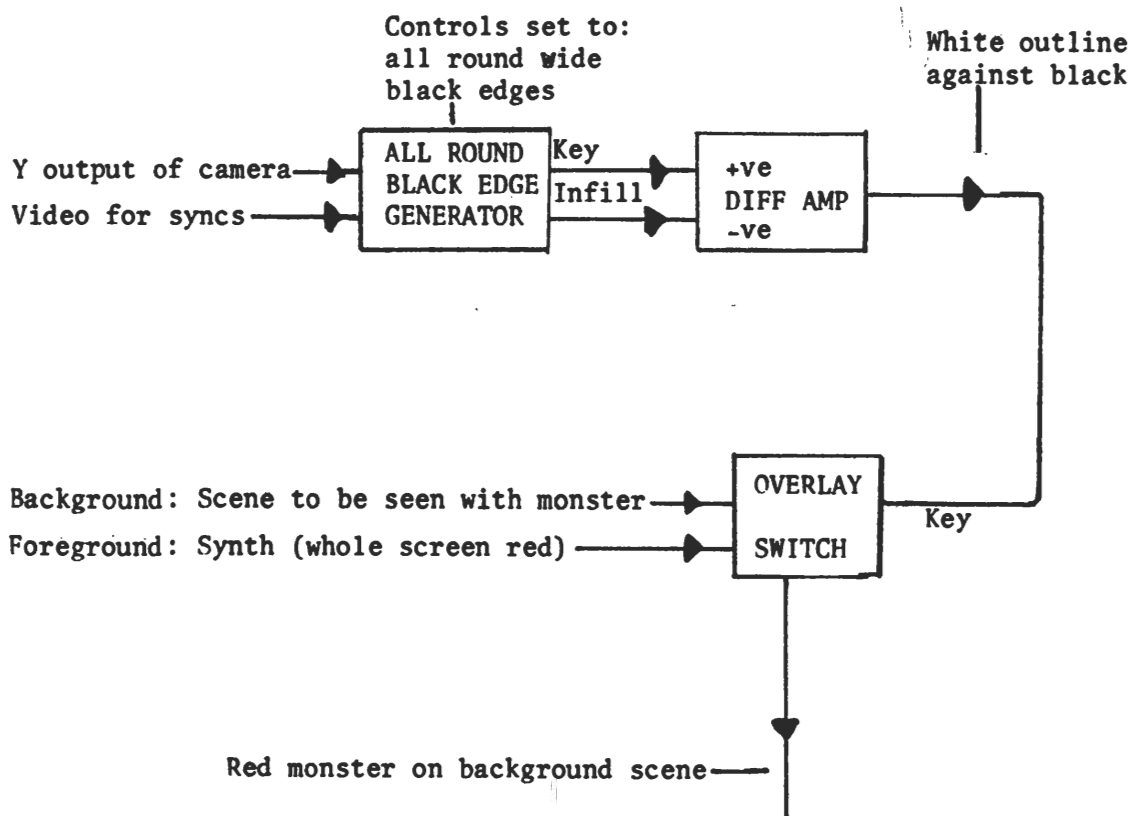 Controls set to:
all round wide
black edges
White outline
against black
Y output of camera
Video for syncs
ALL ROUND
BLACK EDGE
GENERATOR
Key
Infill
+ve
DIFF AMP
-ve
Background: Scene to be seen with monster
Foreground: Synth (whole screen red)
OVERLAY
SWITCH
Key
Red monster on background scene